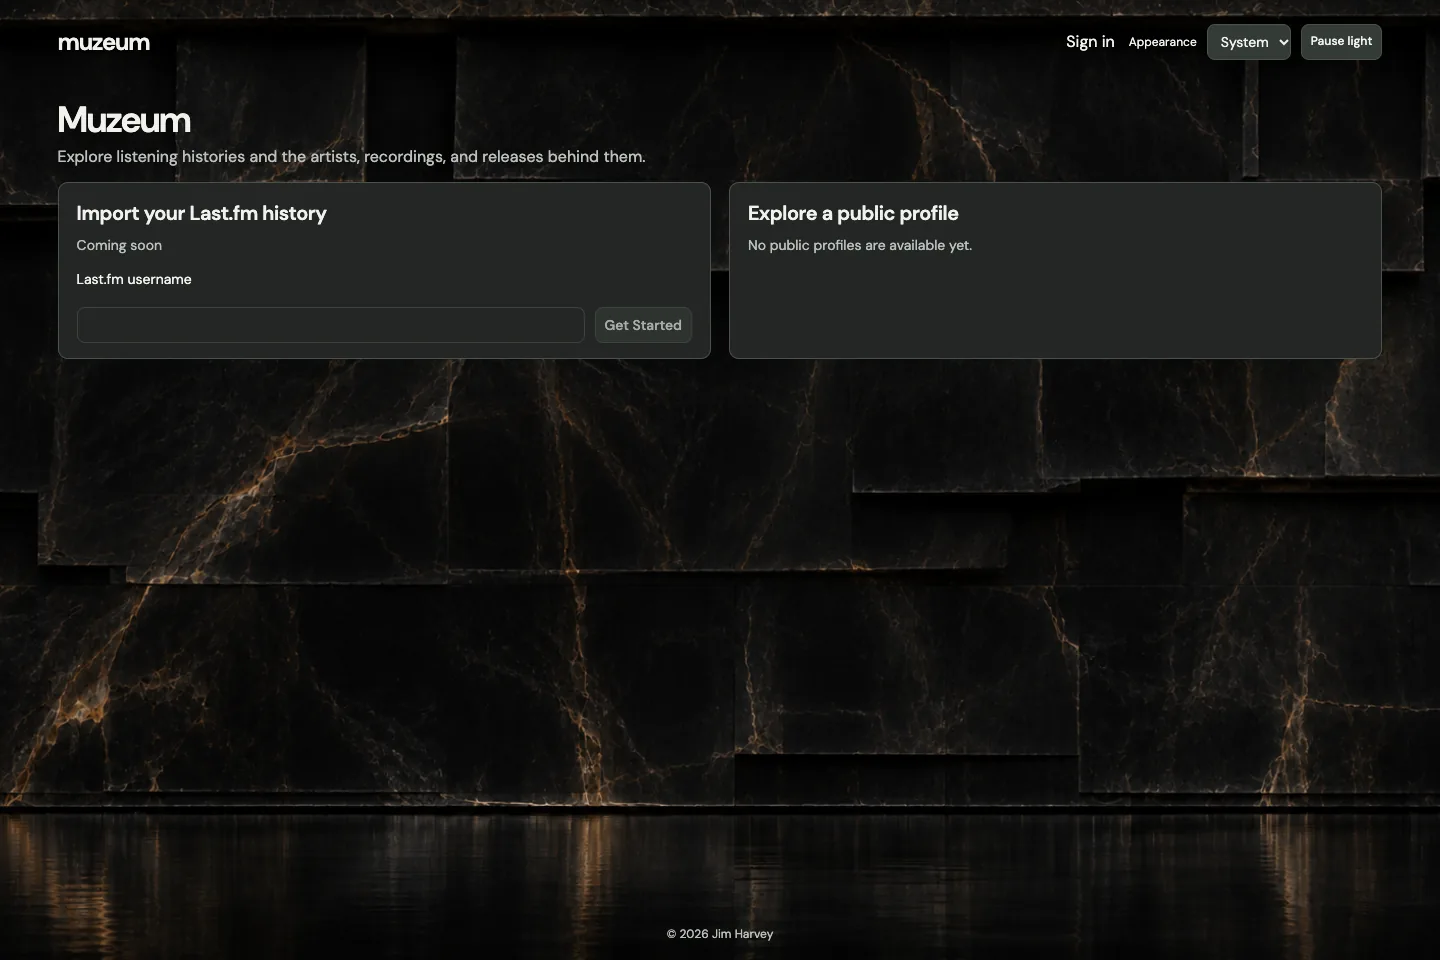 muzeum
Sign in
Appearance
System
Pause light
Muzeum
Explore listening histories and the artists, recordings, and releases behind them.
Import your Last.fm history
Coming soon
Last.fm username
Get Started
Explore a public profile
No public profiles are available yet.
© 2026 Jim Harvey